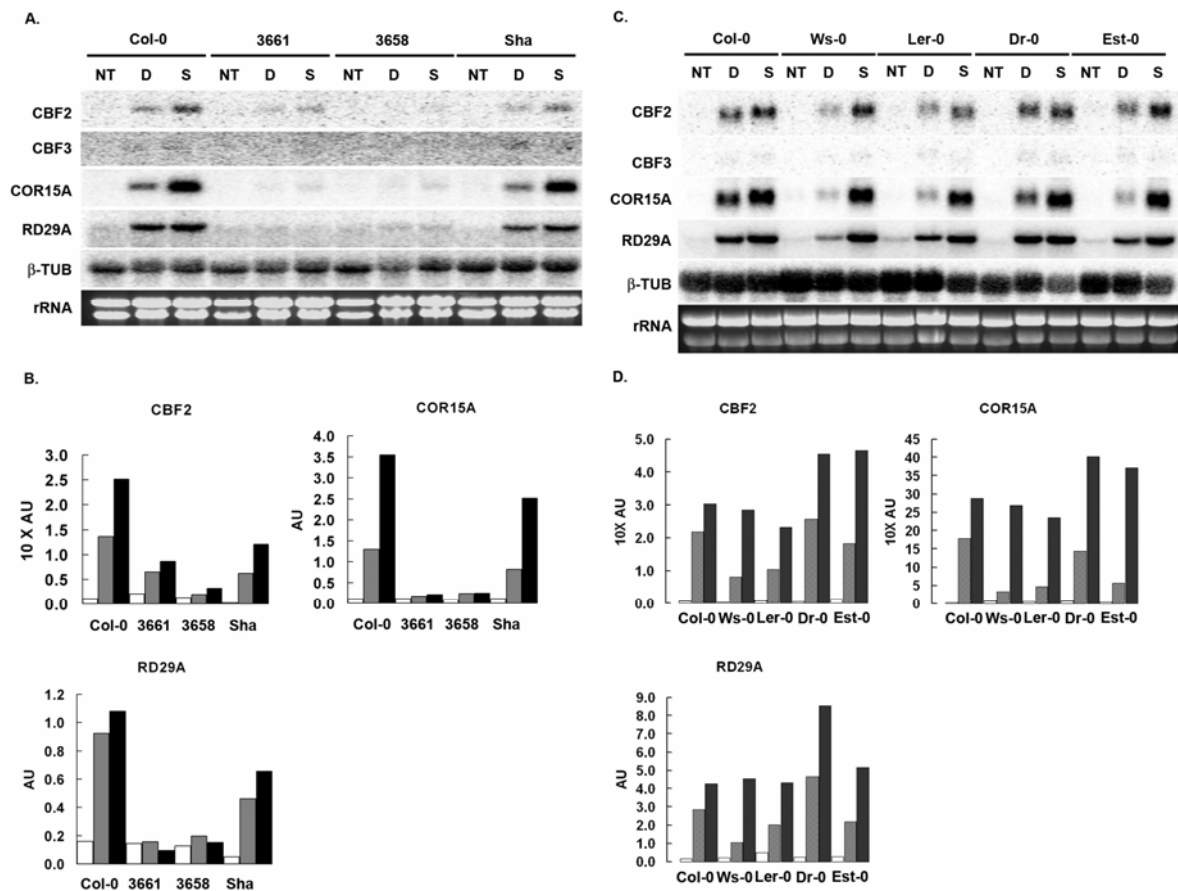 A.
Col-0 3661 3658 Sha
NT D S NT D S NT D S NT D S
CBF2
CBF3
COR15A
RD29A
β-TUB
rRNA
B.
CBF2
10 X AU
3.0
2.5
2.0
1.5
1.0
0.5
0.0
Col-0 3661 3658 Sha
COR15A
AU
4.0
3.5
3.0
2.5
2.0
1.5
1.0
0.5
0.0
Col-0 3661 3658 Sha
RD29A
AU
1.2
1.0
0.8
0.6
0.4
0.2
0.0
Col-0 3661 3658 Sha
C.
Col-0 Ws-0 Ler-0 Dr-0 Est-0
NT D S NT D S NT D S NT D S NT D S
CBF2
CBF3
COR15A
RD29A
β-TUB
rRNA
D.
CBF2
10X AU
5.0
4.0
3.0
2.0
1.0
0.0
Col-0 Ws-0 Ler-0 Dr-0 Est-0
COR15A
10X AU
45
40
35
30
25
20
15
10
5
0
Col-0 Ws-0 Ler-0 Dr-0 Est-0
RD29A
AU
9.0
8.0
7.0
6.0
5.0
4.0
3.0
2.0
1.0
0.0
Col-0 Ws-0 Ler-0 Dr-0 Est-0